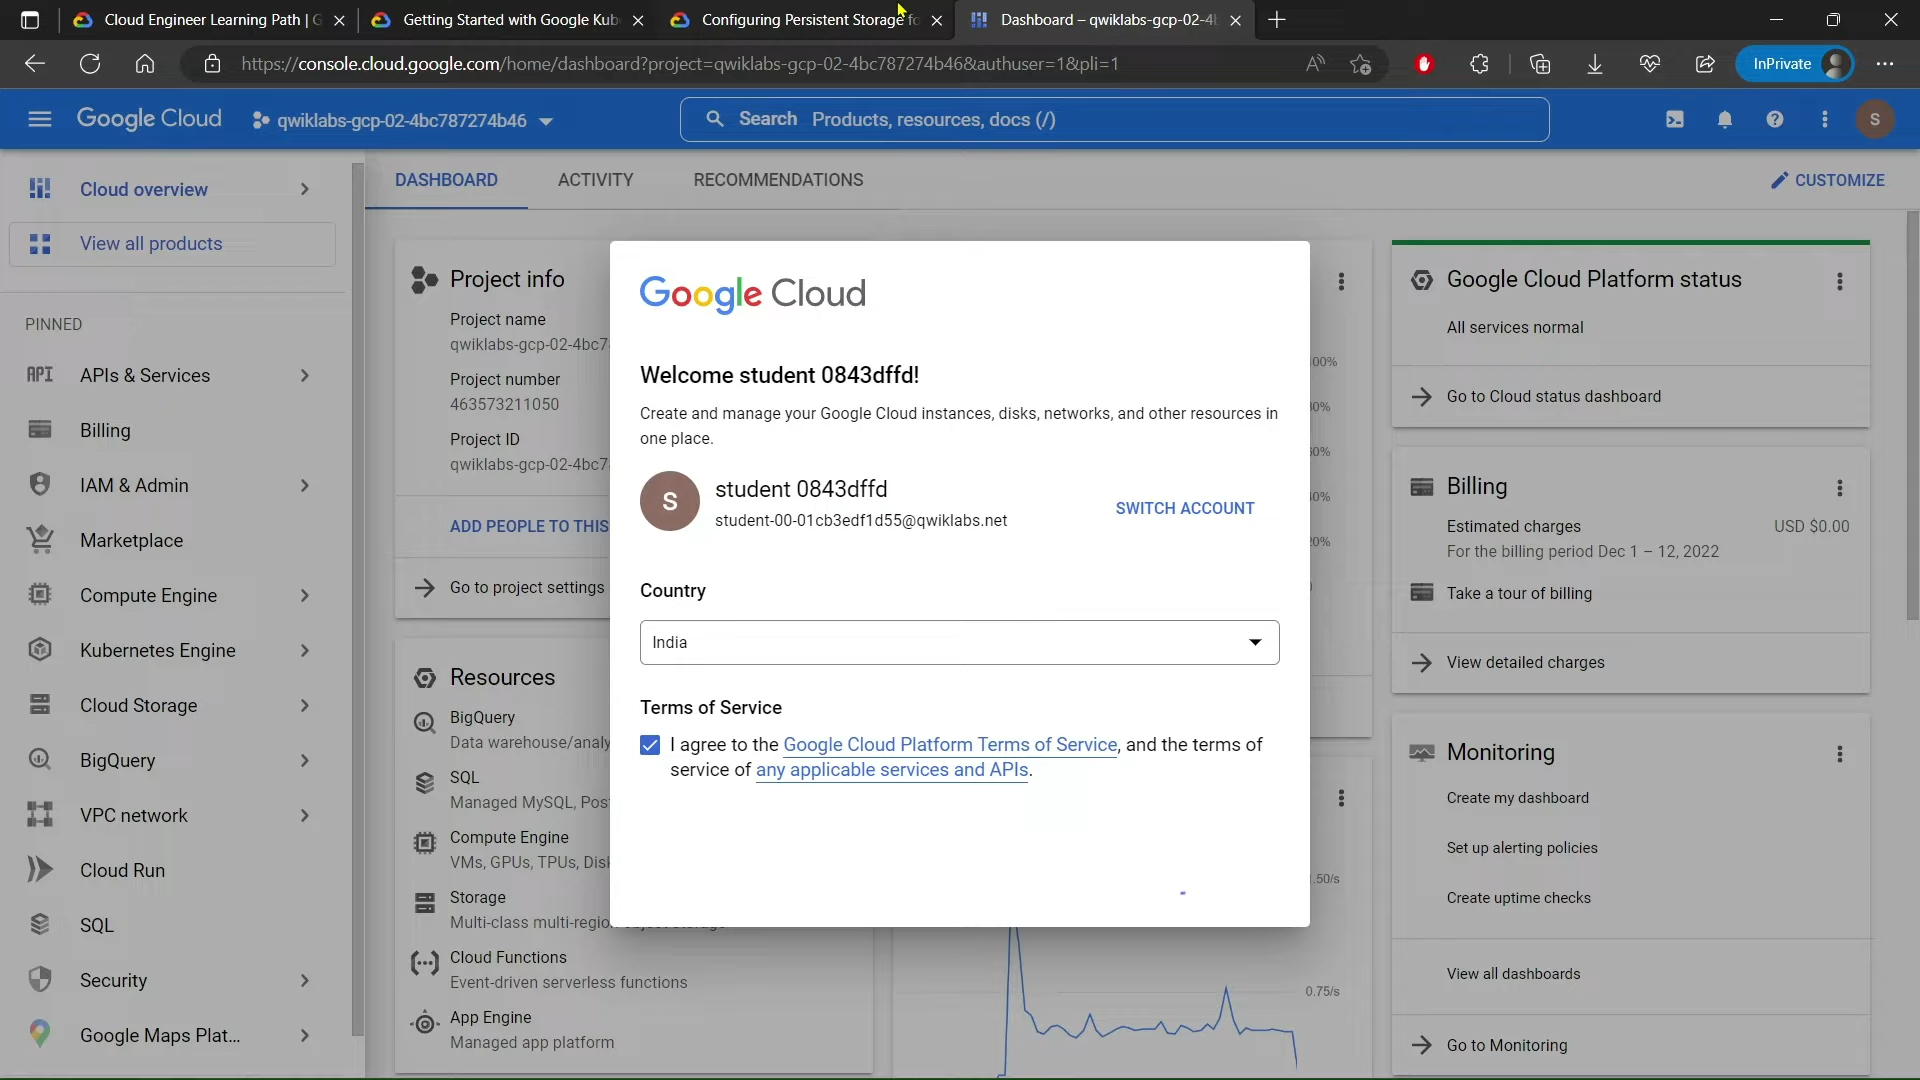 Cloud Engineer Learning Path | G
Getting Started with Google Kub
Configuring Persistent Storage fo
Dashboard – qwiklabs-gcp-02-4b
https://console.cloud.google.com/home/dashboard?project=qwiklabs-gcp-02-4bc787274b46&authuser=1&pli=1
InPrivate
Google Cloud
qwiklabs-gcp-02-4bc787274b46
Search Products, resources, docs (/)
S
Cloud overview
View all products
PINNED
API APIs & Services
Billing
IAM & Admin
Marketplace
Compute Engine
Kubernetes Engine
Cloud Storage
BigQuery
VPC network
Cloud Run
SQL
Security
Google Maps Plat...
DASHBOARD
ACTIVITY
RECOMMENDATIONS
CUSTOMIZE
Project info
Project name
qwiklabs-gcp-02-4bc7
Project number
463573211050
Project ID
qwiklabs-gcp-02-4bc7
ADD PEOPLE TO THIS
Go to project settings
Resources
BigQuery
Data warehouse/analy
SQL
Managed MySQL, Pos
Compute Engine
VMs, GPUs, TPUs, Disk
Storage
Multi-class multi-regio
Cloud Functions
Event-driven serverless functions
App Engine
Managed app platform
Google Cloud
Welcome student 0843dffd!
Create and manage your Google Cloud instances, disks, networks, and other resources in
one place.
S
student 0843dffd
student-00-01cb3edf1d55@qwiklabs.net
SWITCH ACCOUNT
Country
India
Terms of Service
I agree to the Google Cloud Platform Terms of Service, and the terms of
service of any applicable services and APIs.
00%
0%
0%
0%
20%
.50/s
0.75/s
Google Cloud Platform status
All services normal
Go to Cloud status dashboard
Billing
Estimated charges
USD $0.00
For the billing period Dec 1 – 12, 2022
Take a tour of billing
View detailed charges
Monitoring
Create my dashboard
Set up alerting policies
Create uptime checks
View all dashboards
Go to Monitoring